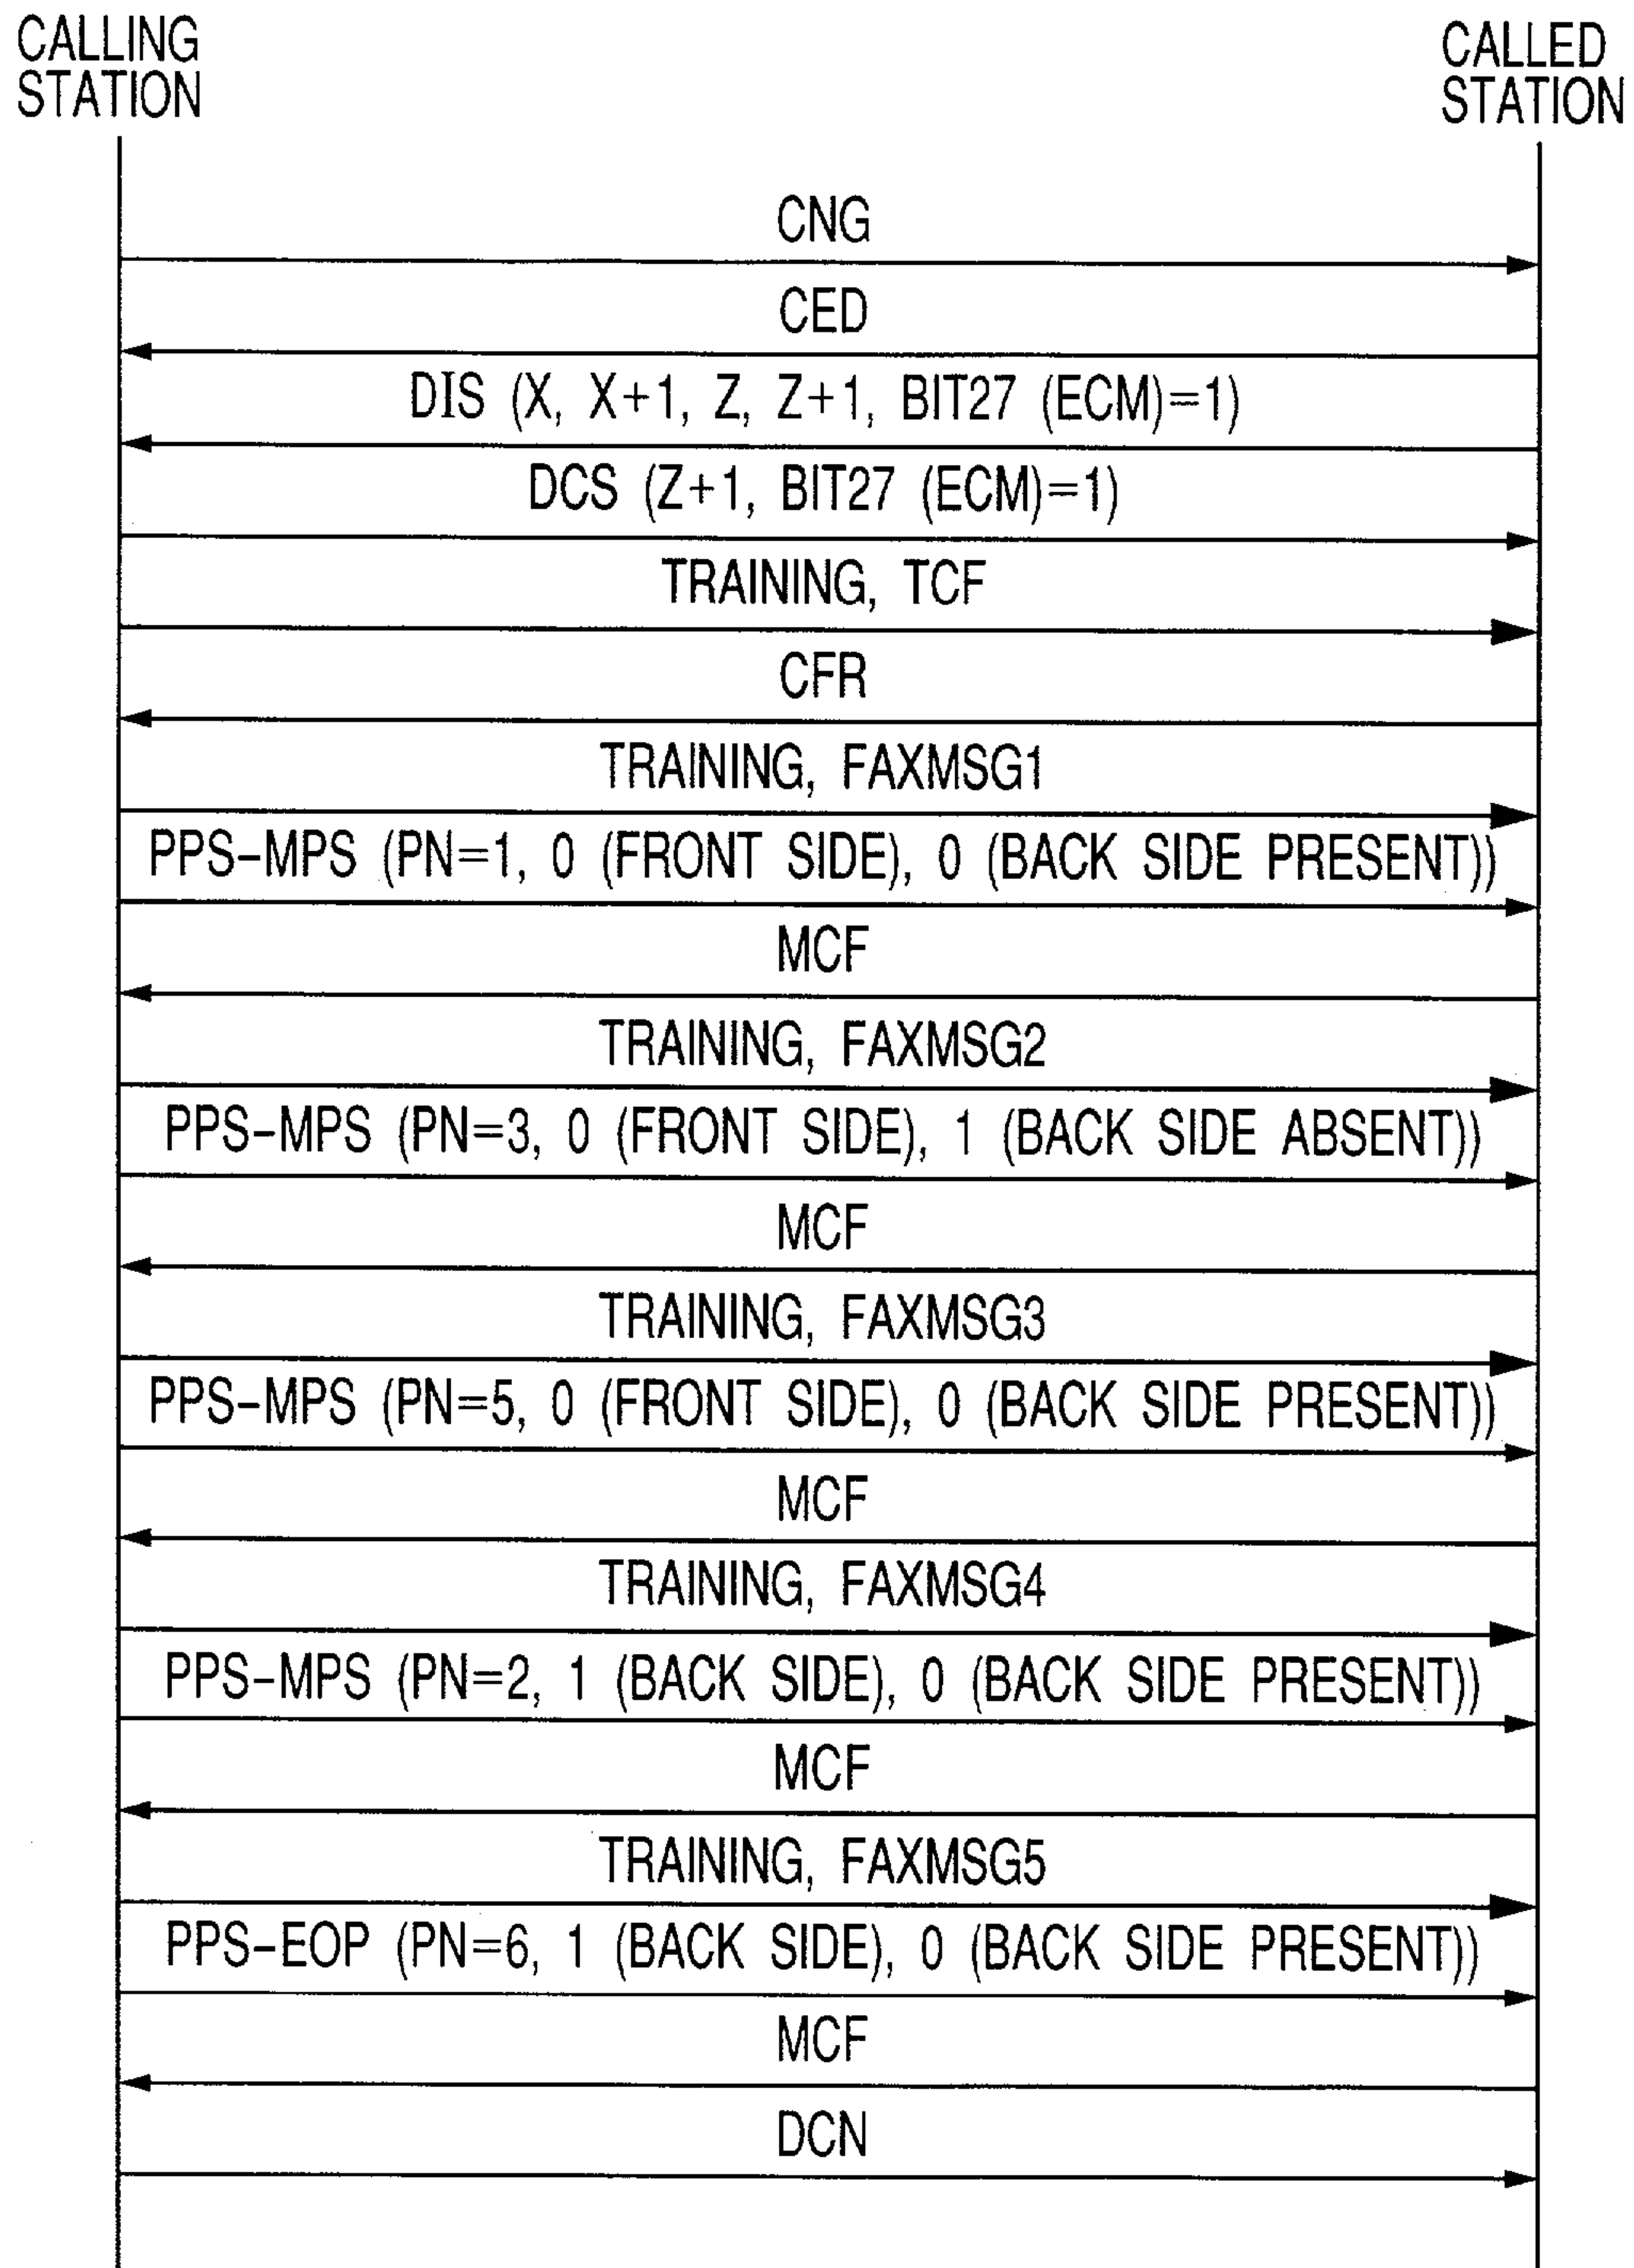 CALLING
STATION
CALLED
STATION
CNG
CED
DIS (X, X+1, Z, Z+1, BIT27 (ECM)=1)
DCS (Z+1, BIT27 (ECM)=1)
TRAINING, TCF
CFR
TRAINING, FAXMSG1
PPS-MPS (PN=1, 0 (FRONT SIDE), 0 (BACK SIDE PRESENT))
MCF
TRAINING, FAXMSG2
PPS-MPS (PN=3, 0 (FRONT SIDE), 1 (BACK SIDE ABSENT))
MCF
TRAINING, FAXMSG3
PPS-MPS (PN=5, 0 (FRONT SIDE), 0 (BACK SIDE PRESENT))
MCF
TRAINING, FAXMSG4
PPS-MPS (PN=2, 1 (BACK SIDE), 0 (BACK SIDE PRESENT))
MCF
TRAINING, FAXMSG5
PPS-EOP (PN=6, 1 (BACK SIDE), 0 (BACK SIDE PRESENT))
MCF
DCN